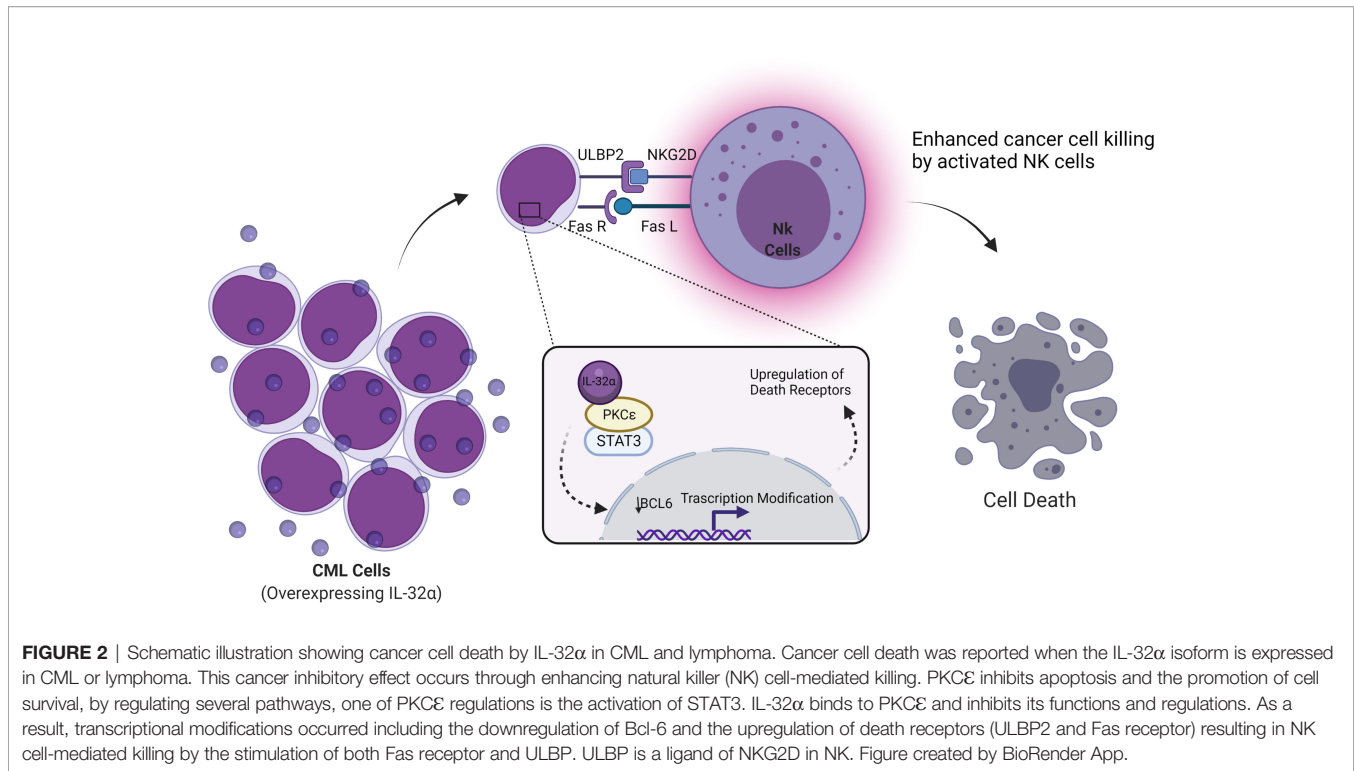 ULBP2
NKG2D
Enhanced cancer cell killing
by activated NK cells
Fas R
Fas L
Nk
Cells
IL-32α
PKCε
STAT3
Upregulation of
Death Receptors
BCL6
Trascription Modification
Cell Death
CML Cells
(Overexpressing IL-32α)
FIGURE 2 | Schematic illustration showing cancer cell death by IL-32α in CML and lymphoma. Cancer cell death was reported when the IL-32α isoform is expressed
in CML or lymphoma. This cancer inhibitory effect occurs through enhancing natural killer (NK) cell-mediated killing. PKCƐ inhibits apoptosis and the promotion of cell
survival, by regulating several pathways, one of PKCƐ regulations is the activation of STAT3. IL-32α binds to PKCƐ and inhibits its functions and regulations. As a
result, transcriptional modifications occurred including the downregulation of Bcl-6 and the upregulation of death receptors (ULBP2 and Fas receptor) resulting in NK
cell-mediated killing by the stimulation of both Fas receptor and ULBP. ULBP is a ligand of NKG2D in NK. Figure created by BioRender App.